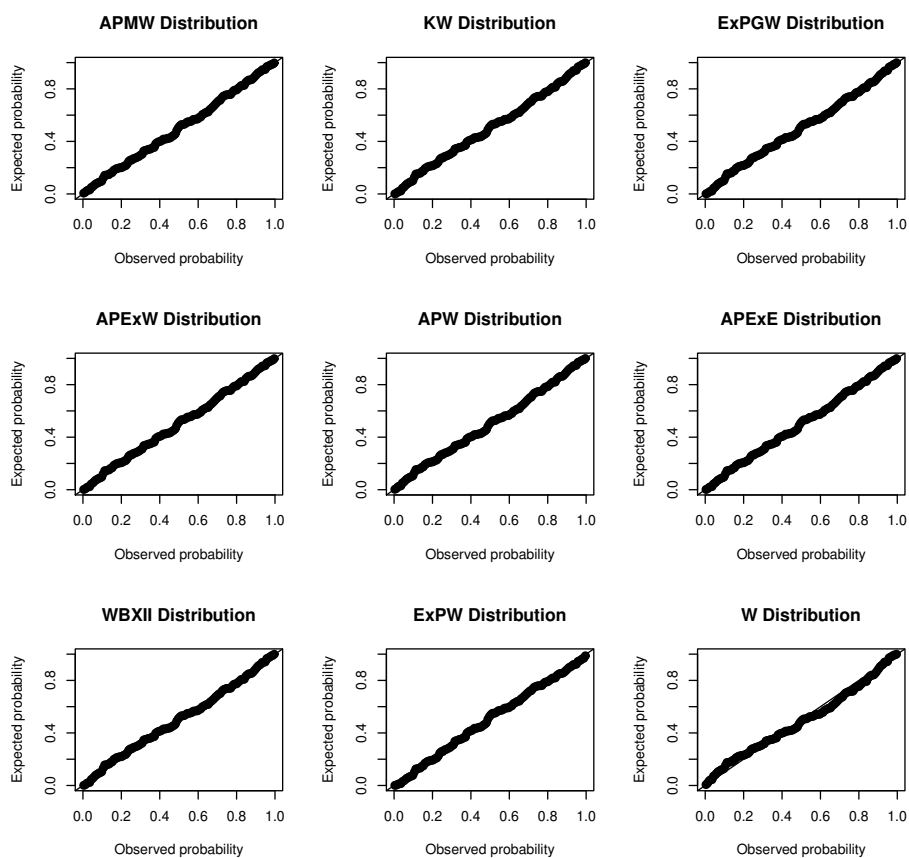 APMW Distribution
Expected probability
0.0 0.4 0.8
0.0 0.2 0.4 0.6 0.8 1.0
Observed probability
KW Distribution
Expected probability
0.0 0.4 0.8
0.0 0.2 0.4 0.6 0.8 1.0
Observed probability
ExPGW Distribution
Expected probability
0.0 0.4 0.8
0.0 0.2 0.4 0.6 0.8 1.0
Observed probability
APExW Distribution
Expected probability
0.0 0.4 0.8
0.0 0.2 0.4 0.6 0.8 1.0
Observed probability
APW Distribution
Expected probability
0.0 0.4 0.8
0.0 0.2 0.4 0.6 0.8 1.0
Observed probability
APExE Distribution
Expected probability
0.0 0.4 0.8
0.0 0.2 0.4 0.6 0.8 1.0
Observed probability
WBXII Distribution
Expected probability
0.0 0.4 0.8
0.0 0.2 0.4 0.6 0.8 1.0
Observed probability
ExPW Distribution
Expected probability
0.0 0.4 0.8
0.0 0.2 0.4 0.6 0.8 1.0
Observed probability
W Distribution
Expected probability
0.0 0.4 0.8
0.0 0.2 0.4 0.6 0.8 1.0
Observed probability